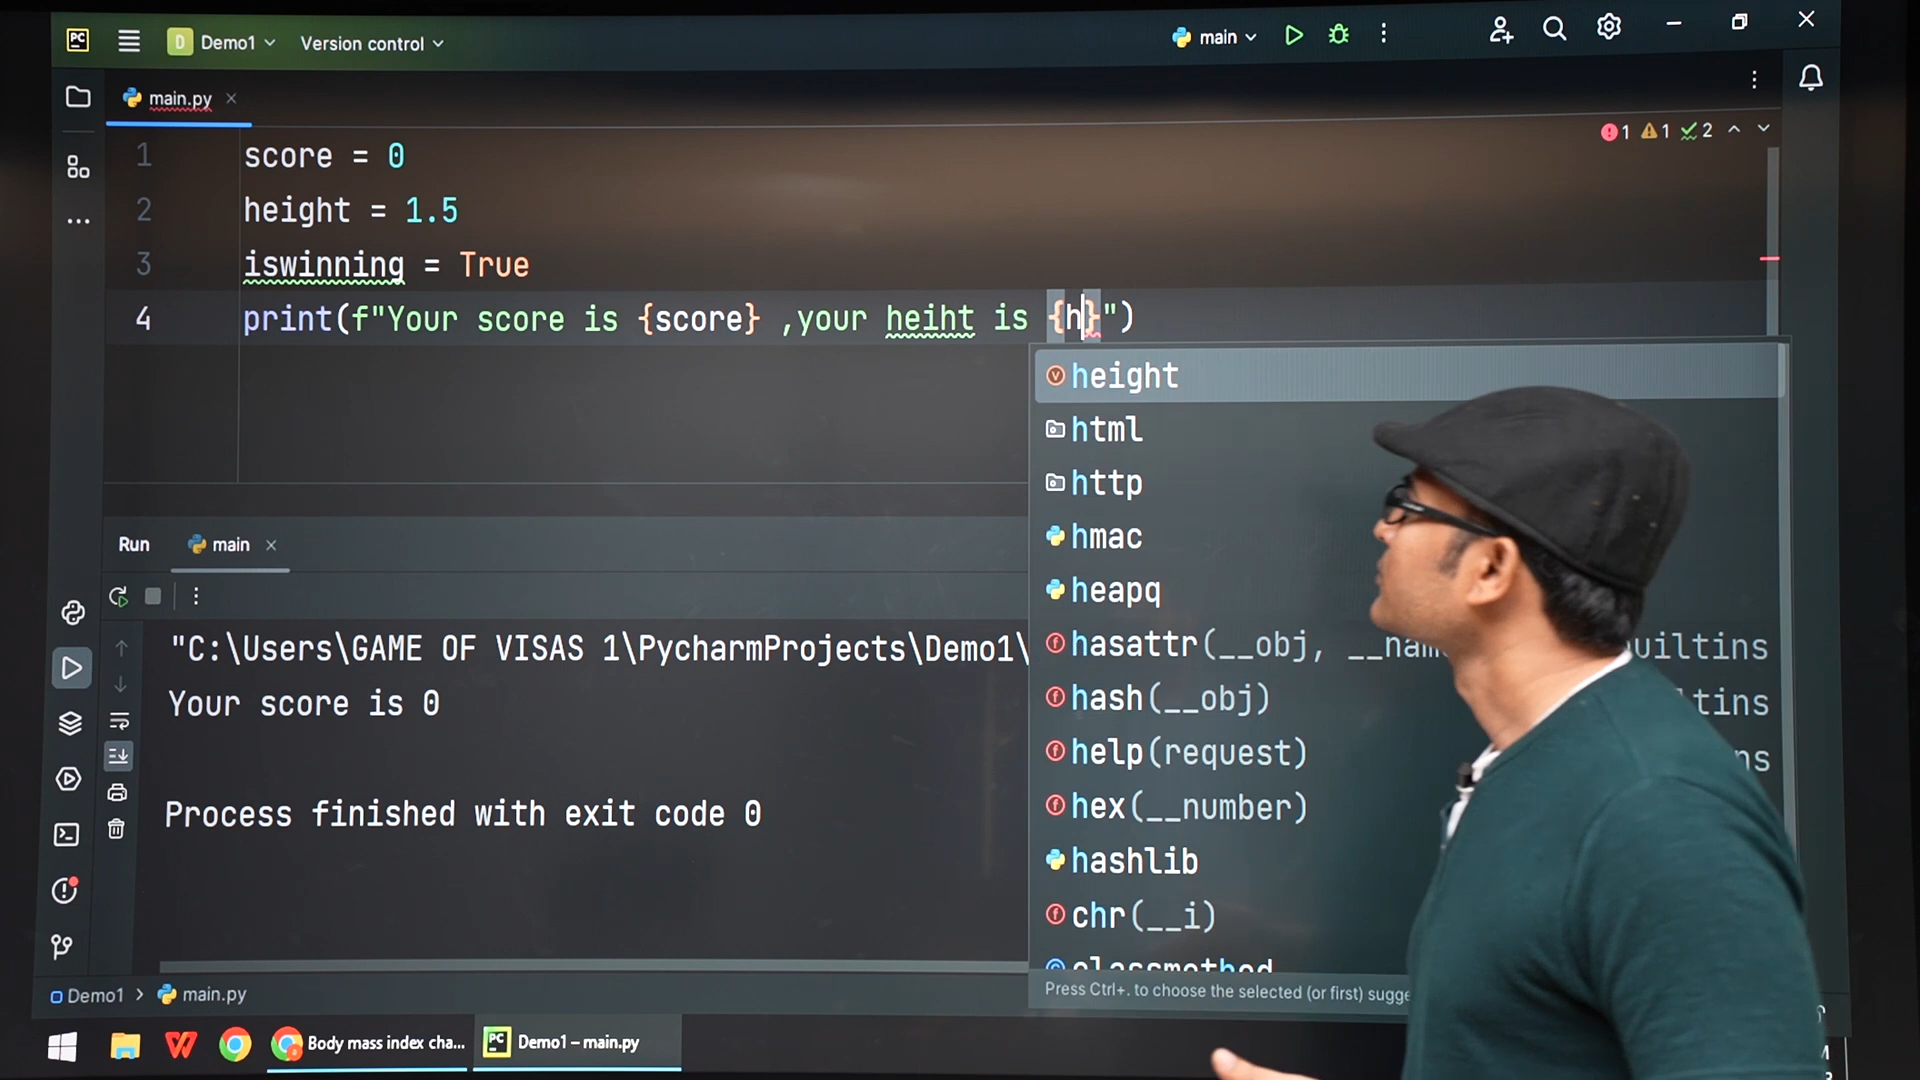 PC
D Demo1 Version control
main
main.py
1 1 2
1 score = 0
2 height = 1.5
3 iswinning = True
4 print(f"Your score is {score} ,your heiht is {h}")
height
html
http
hmac
heapq
hasattr(__obj, __nam uiltins
hash(__obj) tins
help(request) ns
hex(__number)
hashlib
chr(__i)
classmethod
Press Ctrl+. to choose the selected (or first) sugge
Run main
"C:\Users\GAME OF VISAS 1\PycharmProjects\Demo1\
Your score is 0
Process finished with exit code 0
Demo1 > main.py
Body mass index cha...
PC Demo1 – main.py